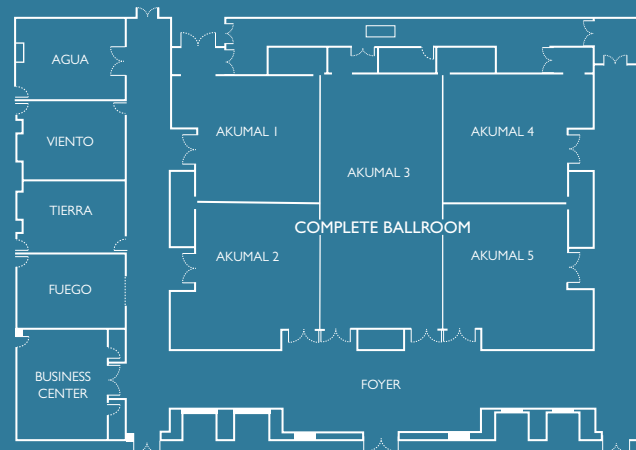 AGUA
VIENTO
TIERRA
FUEGO
BUSINESS
CENTER
AKUMAL 1
AKUMAL 2
AKUMAL 3
COMPLETE BALLROOM
AKUMAL 4
AKUMAL 5
FOYER